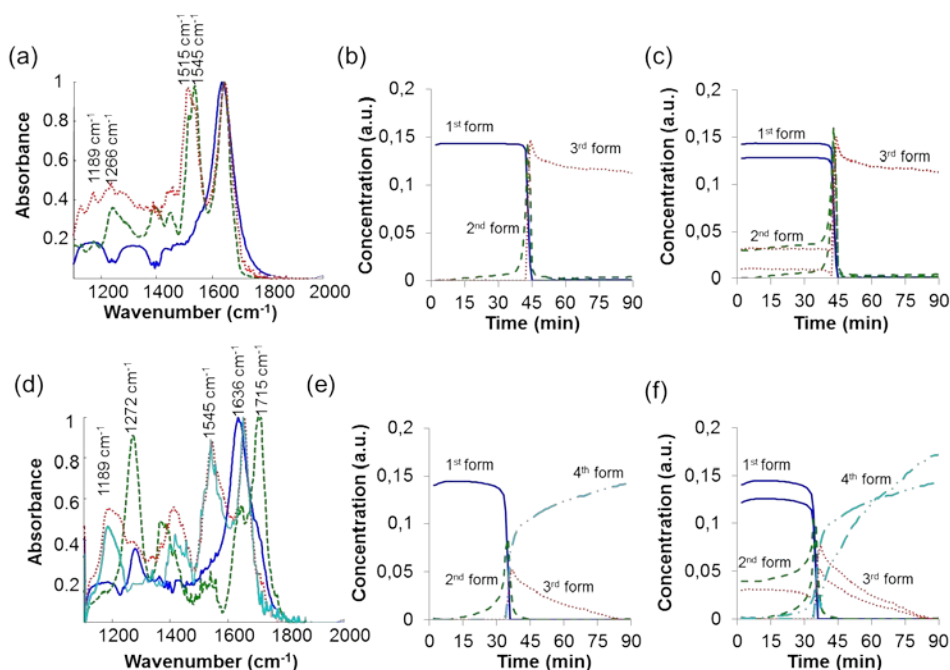 (a)
1189 cm⁻¹
1266 cm⁻¹
1515 cm⁻¹
1545 cm⁻¹
Absorbance
1
0.8
0.6
0.4
0.2
1200 1400 1600 1800 2000
Wavenumber (cm⁻¹)
(b)
Concentration (a.u.)
0,2
0,15
0,1
0,05
0
1st form
2nd form
3rd form
0 15 30 45 60 75 90
Time (min)
(c)
Concentration (a.u.)
0,2
0,15
0,1
0,05
0
1st form
2nd form
3rd form
0 15 30 45 60 75 90
Time (min)
(d)
1189 cm⁻¹
1272 cm⁻¹
1545 cm⁻¹
1636 cm⁻¹
1715 cm⁻¹
Absorbance
1
0.8
0.6
0.4
0.2
1200 1400 1600 1800 2000
Wavenumber (cm⁻¹)
(e)
Concentration (a.u.)
0,2
0,15
0,1
0,05
0
1st form
2nd form
4th form
3rd form
0 15 30 45 60 75 90
Time (min)
(f)
Concentration (a.u.)
0,2
0,15
0,1
0,05
0
1st form
2nd form
4th form
3rd form
0 15 30 45 60 75 90
Time (min)